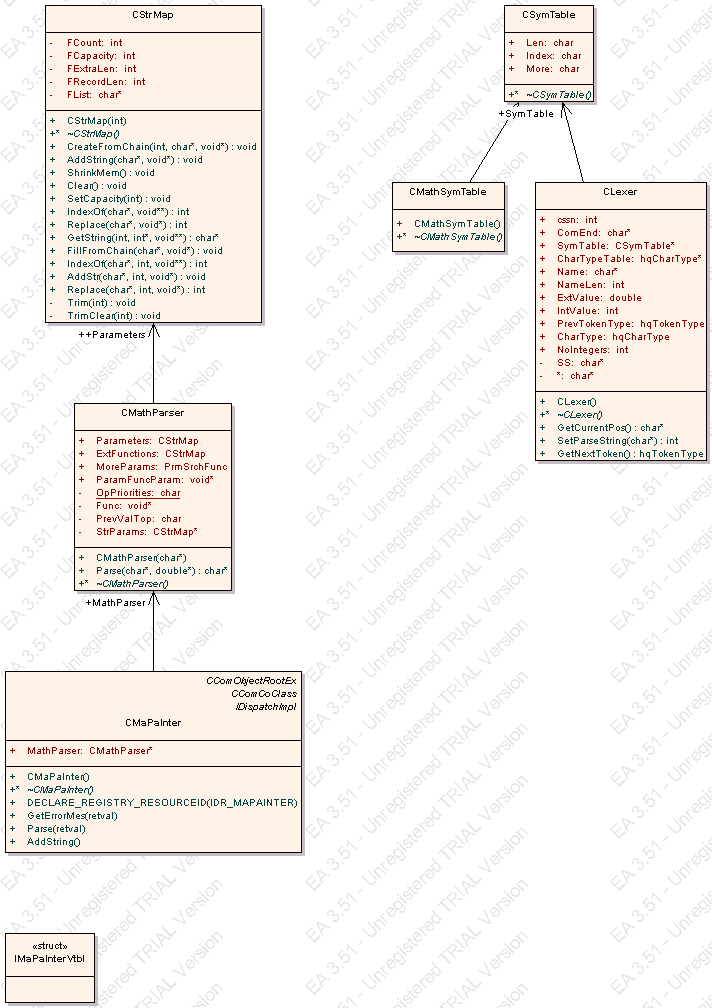 CStrMap
- FCount: int
- FCapacity: int
- FExtraLen: int
- FRecordLen: int
- FList: char*
+ CStrMap(int)
+* ~CStrMap()
+ CreateFromChain(int, char*, void*) : void
+ AddString(char*, void*) : void
+ ShrinkMem() : void
+ Clear() : void
+ SetCapacity(int) : void
+ IndexOf(char*, void**) : int
+ Replace(char*, void*) : int
+ GetString(int, int*, void**) : char*
+ FillFromChain(char*, void*) : void
+ IndexOf(char*, int, void**) : int
+ AddStr(char*, int, void*) : void
+ Replace(char*, int, void*) : int
- Trim(int) : void
- TrimClear(int) : void
++Parameters
CMathParser
+ Parameters: CStrMap
+ ExtFunctions: CStrMap
+ MoreParams: PrmSrchFunc
+ ParamFuncParam: void*
- OpPriorities: char
- Func: void*
- PrevValTop: char
- StrParams: CStrMap*
+ CMathParser(char*)
+ Parse(char*, double*) : char*
+* ~CMathParser()
+MathParser
CComObjectRootEx
CComCoClass
IDispatchImpl
CMaPaInter
+ MathParser: CMathParser*
+ CMaPaInter()
+* ~CMaPaInter()
+ DECLARE_REGISTRY_RESOURCEID(IDR_MAPAINTER)
+ GetErrorMes(retval)
+ Parse(retval)
+ AddString()
«struct»
IMaPaInterVtbl
CSymTable
+ Len: char
+ Index: char
+ More: char
+* ~CSymTable()
+SymTable
CMathSymTable
+ CMathSymTable()
+* ~CMathSymTable()
CLexer
+ cssn: int
+ ComEnd: char*
+ SymTable: CSymTable*
+ CharTypeTable: hqCharType*
+ Name: char*
+ NameLen: int
+ ExtValue: double
+ IntValue: int
+ PrevTokenType: hqTokenType
+ CharType: hqCharType
+ NoIntegers: int
- SS: char*
- *: char*
+ CLexer()
+* ~CLexer()
+ GetCurrentPos() : char*
+ SetParseString(char*) : int
+ GetNextToken() : hqTokenType
EA 3.51 - Unregistered TRIAL Version